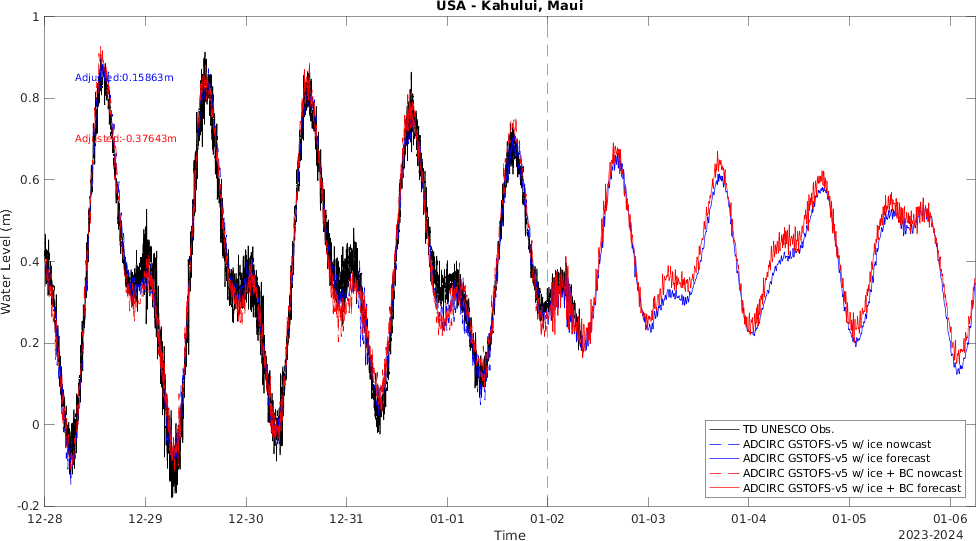 USA - Kahului, Maui
1
0.8
0.6
0.4
0.2
0
-0.2
Water Level (m)
Adjusted:0.15863m
Adjusted:-0.37643m
TD UNESCO Obs.
ADCIRC GSTOFS-v5 w/ ice nowcast
ADCIRC GSTOFS-v5 w/ ice forecast
ADCIRC GSTOFS-v5 w/ ice + BC nowcast
ADCIRC GSTOFS-v5 w/ ice + BC forecast
12-28 12-29 12-30 12-31 01-01 01-02 01-03 01-04 01-05 01-06
Time
2023-2024